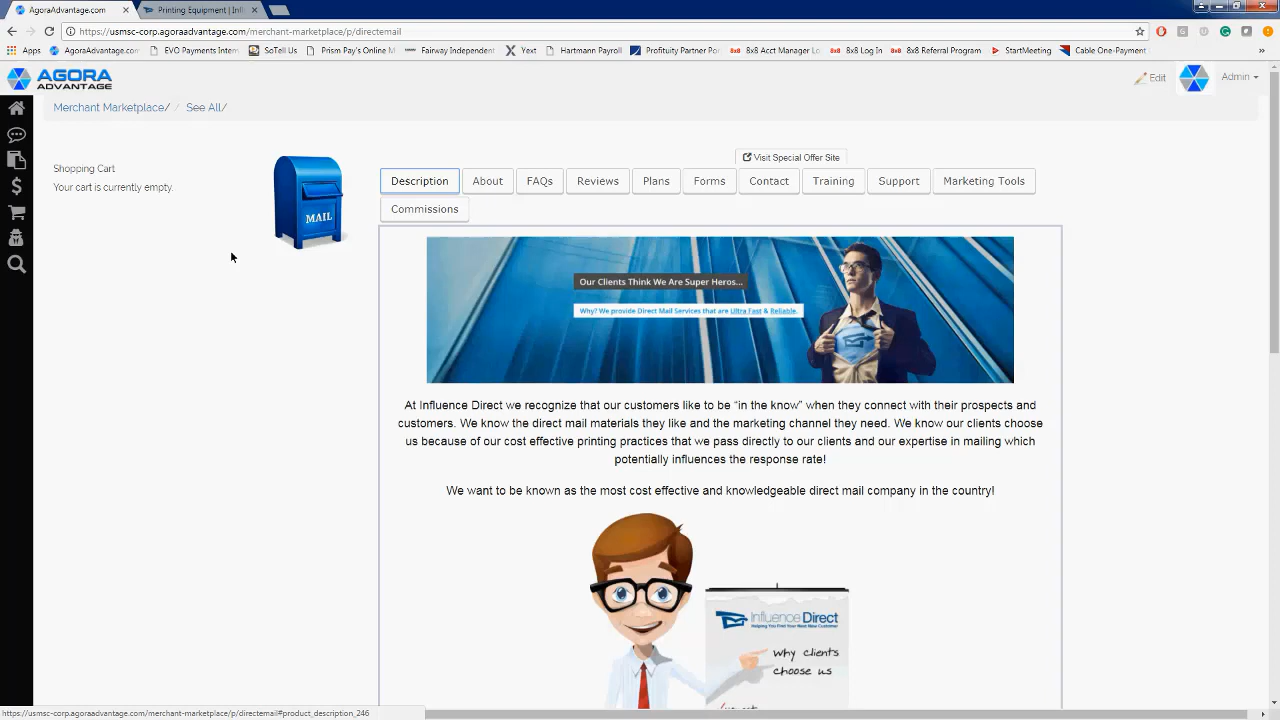 AgoraAdvantage.com
Printing Equipment | Infl
https://usmsc-corp.agoraadvantage.com/merchant-marketplace/p/directemail
Apps AgoraAdvantage.com EVO Payments Intern SoTell Us Prism Pay's Online M Fairway Independent Yext Hartmann Payroll Profituity Partner 8x8 Acct Manager Lo 8x8 Log In 8x8 Referral Program StartMeeting Cable One-Payment
AGORA
ADVANTAGE
Edit
Admin
Merchant Marketplace/ / See All/
Shopping Cart
Your cart is currently empty.
MAIL
Visit Special Offer Site
Description About FAQs Reviews Plans Forms Contact Training Support Marketing Tools
Commissions
Our Clients Think We Are Super Heros...
Why? We provide Direct Mail Services that are Ultra Fast & Reliable.
At Influence Direct we recognize that our customers like to be “in the know” when they connect with their prospects and
customers. We know the direct mail materials they like and the marketing channel they need. We know our clients choose
us because of our cost effective printing practices that we pass directly to our clients and our expertise in mailing which
potentially influences the response rate!
We want to be known as the most cost effective and knowledgeable direct mail company in the country!
Influence Direct
Helping You Find Your Next New Customer
why clients
choose us
https://usmsc-corp.agoraadvantage.com/merchant-marketplace/p/directemail#product_description_246